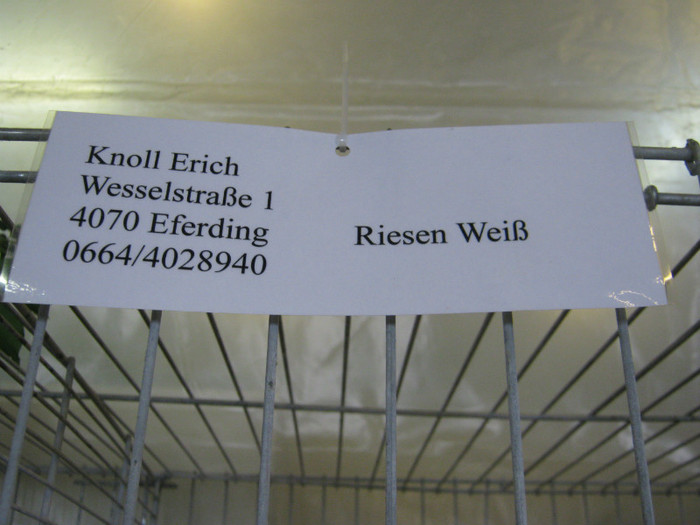 Knoll Erich
Wesselstraße 1
4070 Eferding
0664/4028940
Riesen Weiß